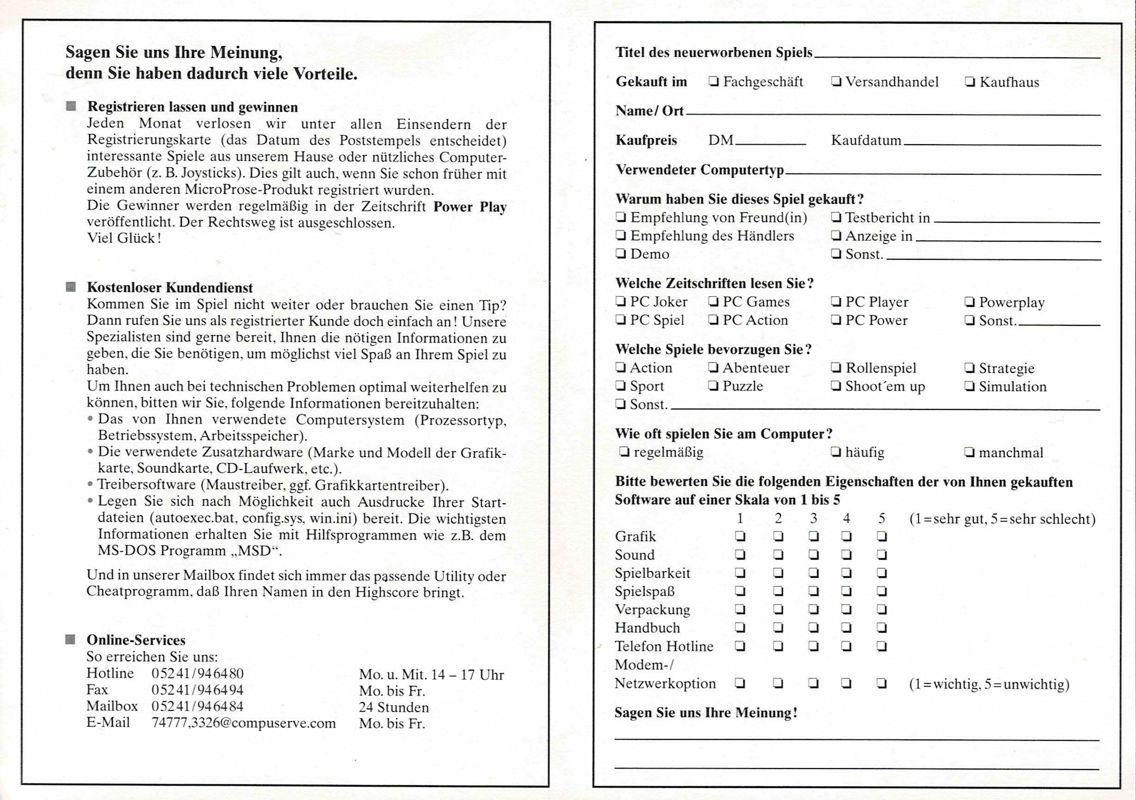 Sagen Sie uns Ihre Meinung,
denn Sie haben dadurch viele Vorteile.
Registrieren lassen und gewinnen
Jeden Monat verlosen wir unter allen Einsendern der
Registrierungskarte (das Datum des Poststempels entscheidet)
interessante Spiele aus unserem Hause oder nützliches Computer-
Zubehör (z. B. Joysticks). Dies gilt auch, wenn Sie schon früher mit
einem anderen MicroProse-Produkt registriert wurden.
Die Gewinner werden regelmäßig in der Zeitschrift Power Play
veröffentlicht. Der Rechtsweg ist ausgeschlossen.
Viel Glück!
Kostenloser Kundendienst
Kommen Sie im Spiel nicht weiter oder brauchen Sie einen Tip?
Dann rufen Sie uns als registrierter Kunde doch einfach an! Unsere
Spezialisten sind gerne bereit, Ihnen die nötigen Informationen zu
geben, die Sie benötigen, um möglichst viel Spaß an Ihrem Spiel zu
haben.
Um Ihnen auch bei technischen Problemen optimal weiterhelfen zu
können, bitten wir Sie, folgende Informationen bereitzuhalten:
• Das von Ihnen verwendete Computersystem (Prozessortyp,
Betriebssystem, Arbeitsspeicher).
• Die verwendete Zusatzhardware (Marke und Modell der Grafik-
karte, Soundkarte, CD-Laufwerk, etc.).
• Treibersoftware (Maustreiber, ggf. Grafikkartentreiber).
• Legen Sie sich nach Möglichkeit auch Ausdrucke Ihrer Start-
dateien (autoexec.bat, config.sys, win.ini) bereit. Die wichtigsten
Informationen erhalten Sie mit Hilfsprogrammen wie z.B. dem
MS-DOS Programm „MSD“.
Und in unserer Mailbox findet sich immer das passende Utility oder
Cheatprogramm, daß Ihren Namen in den Highscore bringt.
Online-Services
So erreichen Sie uns:
Hotline 05241/946480 Mo. u. Mit. 14 – 17 Uhr
Fax 05241/946494 Mo. bis Fr.
Mailbox 05241/946484 24 Stunden
E-Mail 74777,3326@compuserve.com Mo. bis Fr.
Titel des neuerworbenen Spiels
Gekauft im ❏ Fachgeschäft ❏ Versandhandel ❏ Kaufhaus
Name/ Ort
Kaufpreis DM Kaufdatum
Verwendeter Computertyp
Warum haben Sie dieses Spiel gekauft?
❏ Empfehlung von Freund(in) ❏ Testbericht in
❏ Empfehlung des Händlers ❏ Anzeige in
❏ Demo ❏ Sonst.
Welche Zeitschriften lesen Sie?
❏ PC Joker ❏ PC Games ❏ PC Player ❏ Powerplay
❏ PC Spiel ❏ PC Action ❏ PC Power ❏ Sonst.
Welche Spiele bevorzugen Sie?
❏ Action ❏ Abenteuer ❏ Rollenspiel ❏ Strategie
❏ Sport ❏ Puzzle ❏ Shoot´em up ❏ Simulation
❏ Sonst.
Wie oft spielen Sie am Computer?
❏ regelmäßig ❏ häufig ❏ manchmal
Bitte bewerten Sie die folgenden Eigenschaften der von Ihnen gekauften
Software auf einer Skala von 1 bis 5
1 2 3 4 5 (1=sehr gut, 5=sehr schlecht)
Grafik ❏ ❏ ❏ ❏ ❏
Sound ❏ ❏ ❏ ❏ ❏
Spielbarkeit ❏ ❏ ❏ ❏ ❏
Spielspaß ❏ ❏ ❏ ❏ ❏
Verpackung ❏ ❏ ❏ ❏ ❏
Handbuch ❏ ❏ ❏ ❏ ❏
Telefon Hotline ❏ ❏ ❏ ❏ ❏
Modem-/
Netzwerkoption ❏ ❏ ❏ ❏ ❏ (1=wichtig, 5=unwichtig)
Sagen Sie uns Ihre Meinung!